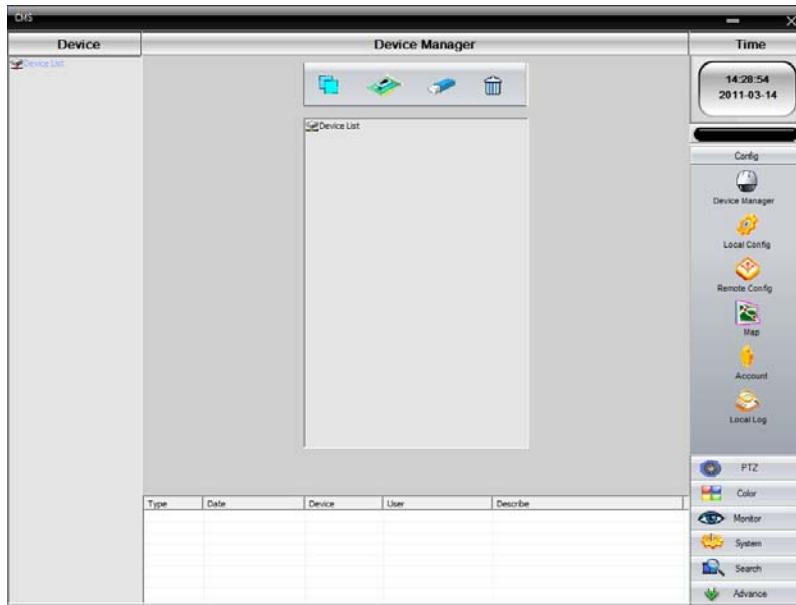 CMS
Device
Device Manager
Time
Device List
14:28:54
2011-03-14
Device List
Config
Device Manager
Local Config
Remote Config
Map
Account
Local Log
PTZ
Color
Monitor
System
Search
Advance
Type Date Device User Describe